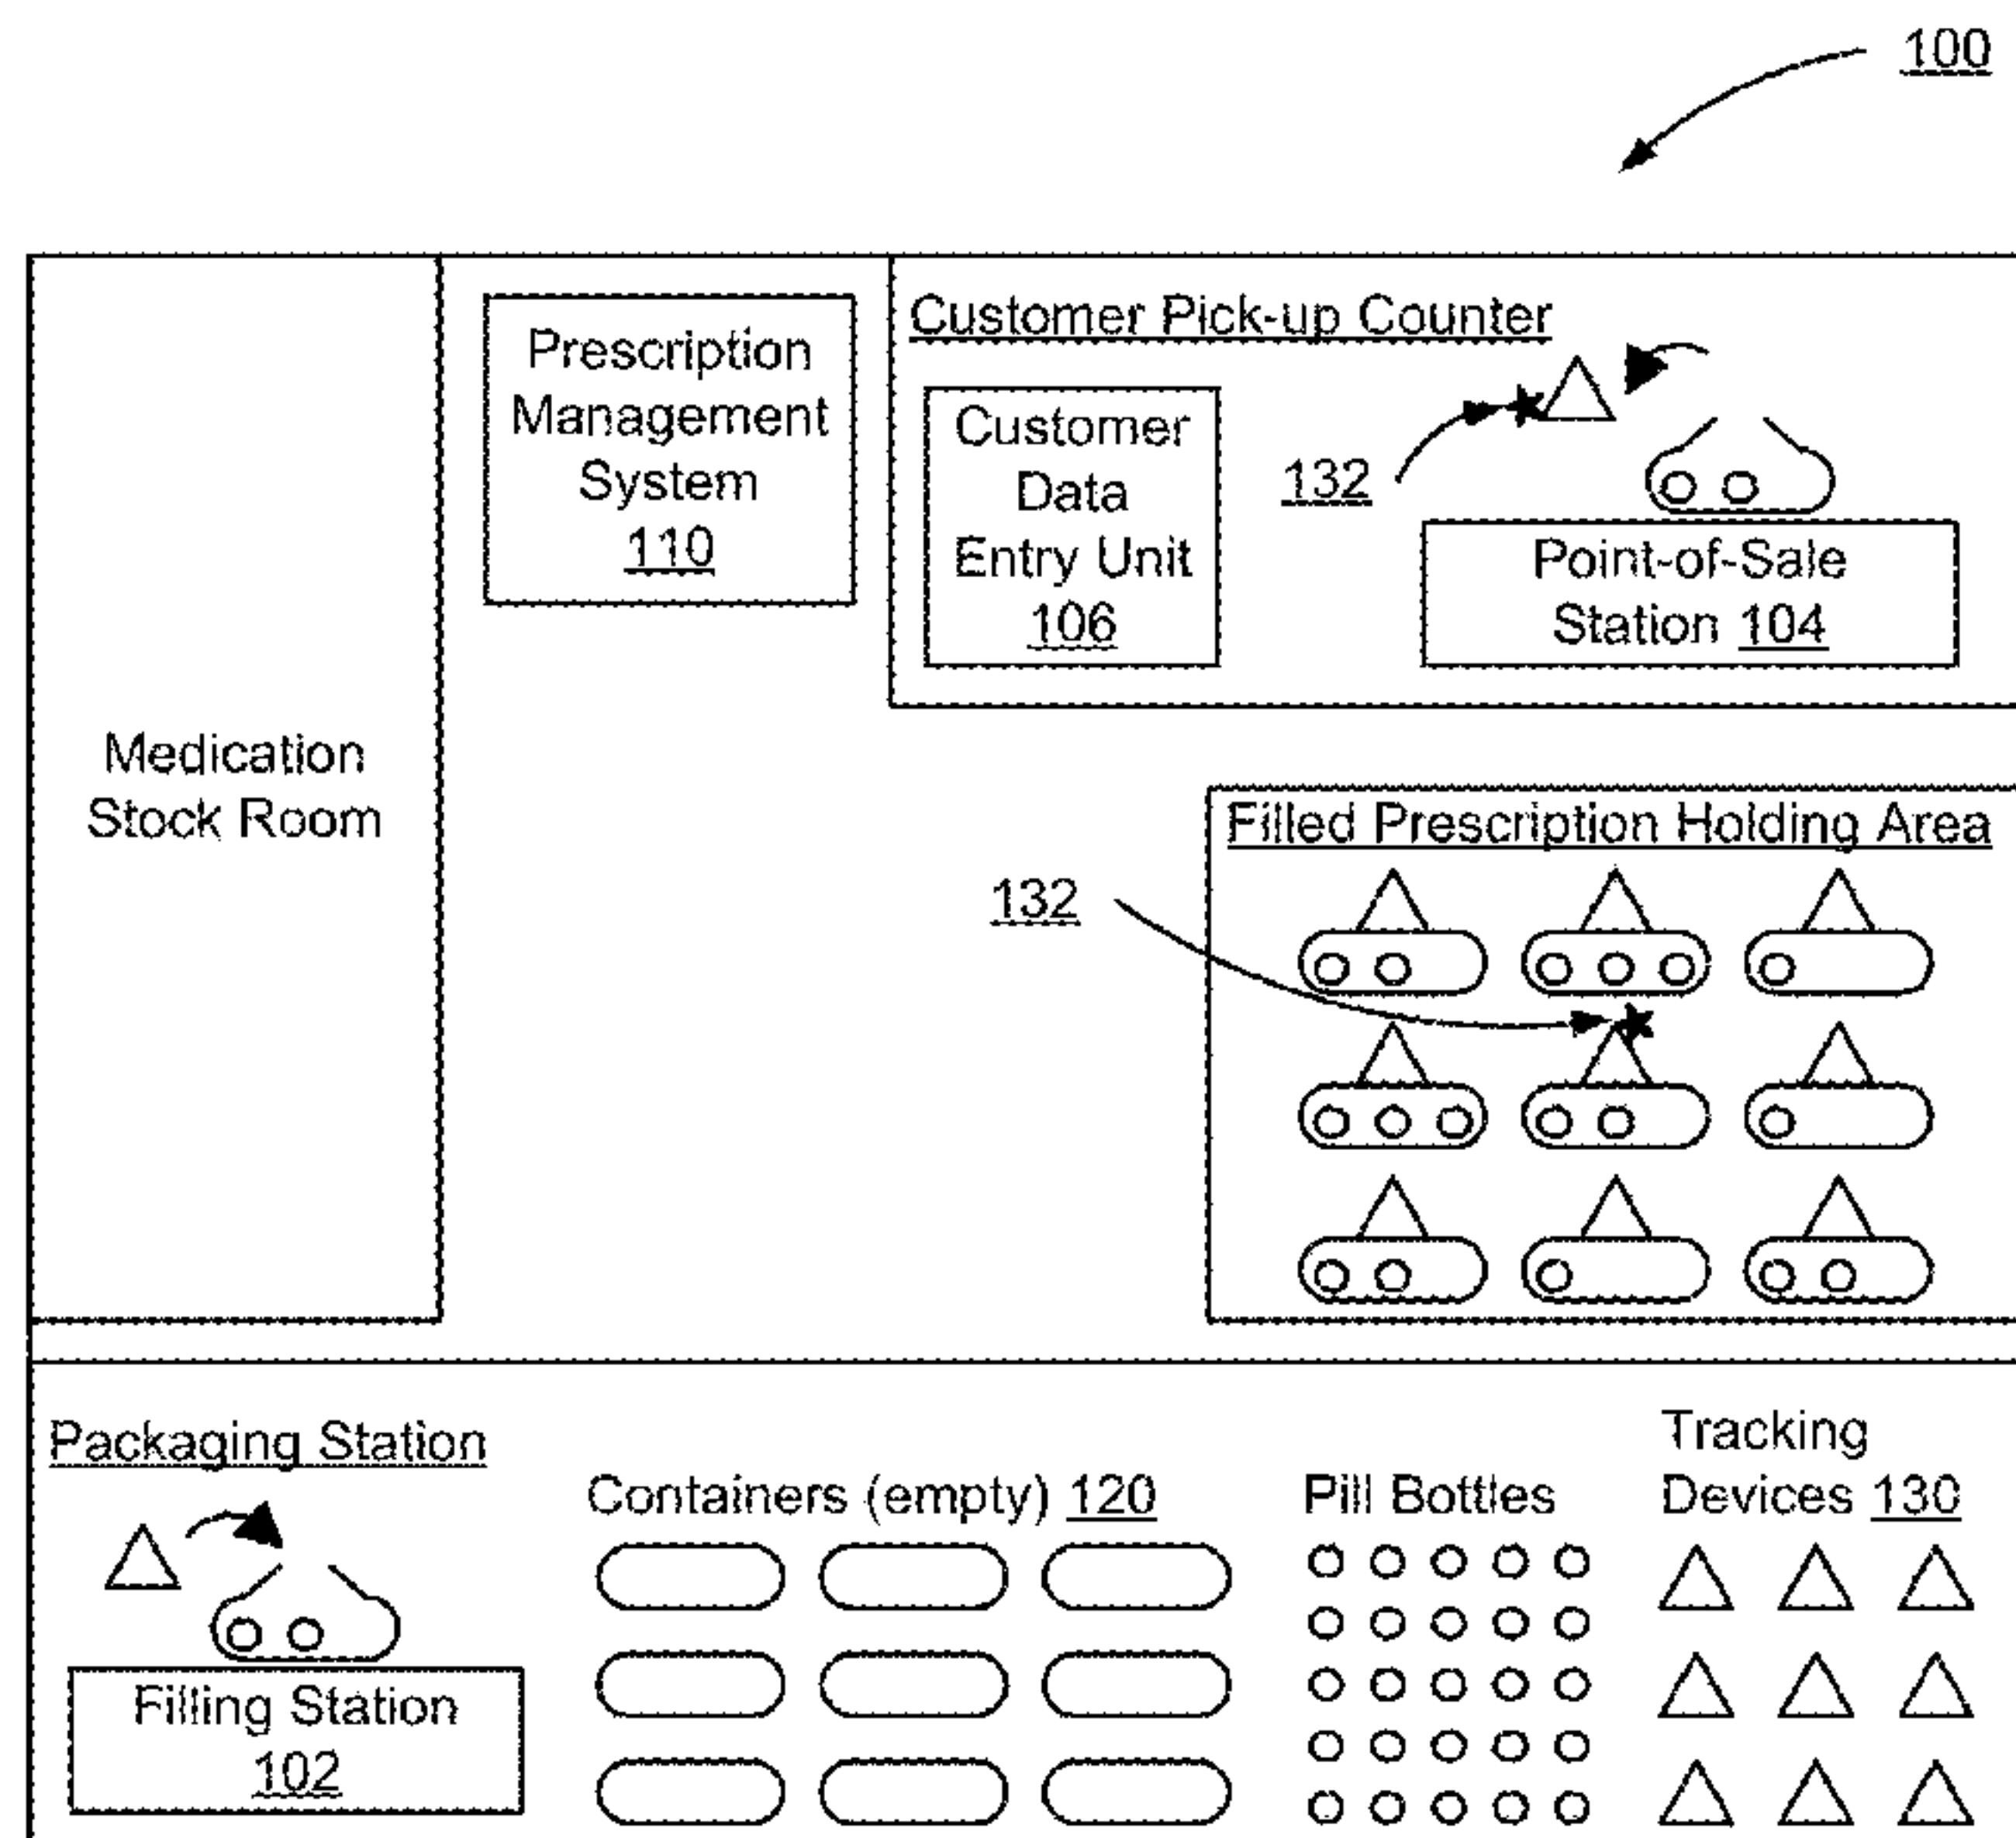 100
Prescription
Management
System
110
Customer Pick-up Counter
Customer
Data
Entry Unit
106
132
Point-of-Sale
Station 104
Medication
Stock Room
Filled Prescription Holding Area
132
Packaging Station
Filling Station
102
Containers (empty) 120
Pill Bottles
Tracking
Devices 130